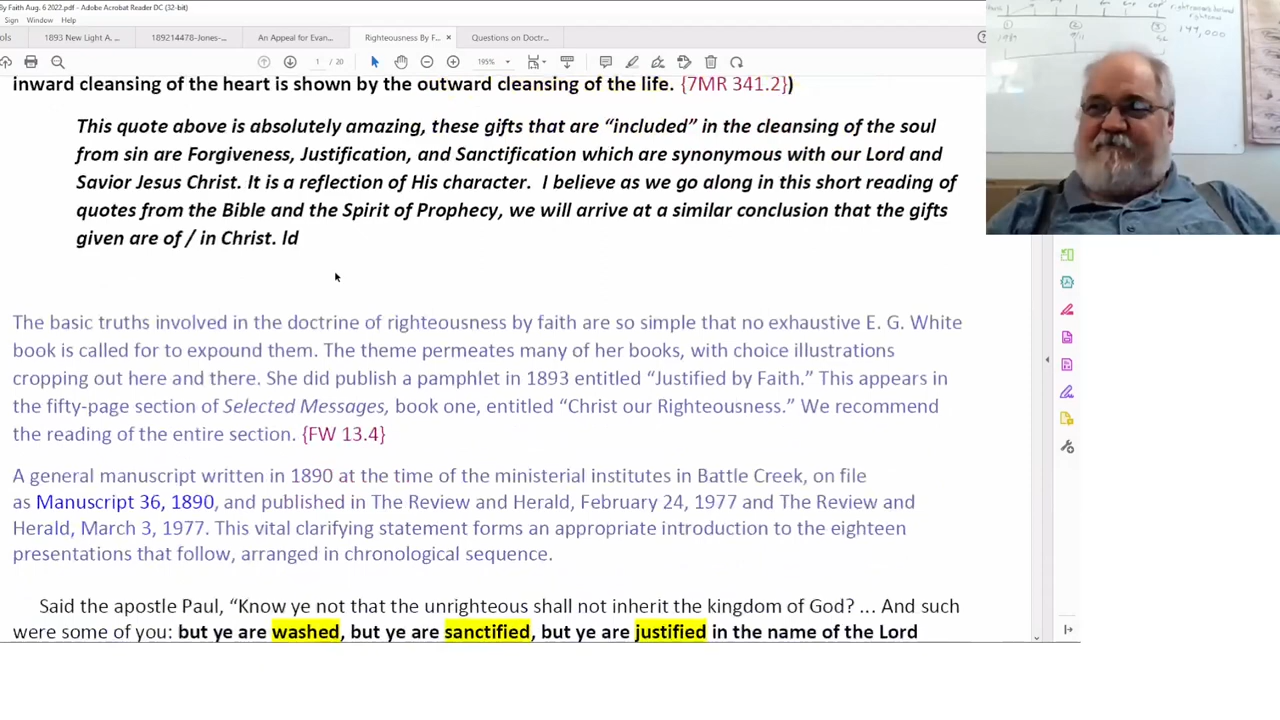 By Faith Aug. 6 2022.pdf - Adobe Acrobat Reader DC (32-bit)
Sign Window Help
ols 1893 New Light A. ... 189214478-Jones-... An Appeal for Evan... Righteousness By F... × Questions on Doctr...
1 / 20 195%
inward cleansing of the heart is shown by the outward cleansing of the life. {7MR 341.2})
This quote above is absolutely amazing, these gifts that are “included” in the cleansing of the soul
from sin are Forgiveness, Justification, and Sanctification which are synonymous with our Lord and
Savior Jesus Christ. It is a reflection of His character. I believe as we go along in this short reading of
quotes from the Bible and the Spirit of Prophecy, we will arrive at a similar conclusion that the gifts
given are of / in Christ. ld
The basic truths involved in the doctrine of righteousness by faith are so simple that no exhaustive E. G. White
book is called for to expound them. The theme permeates many of her books, with choice illustrations
cropping out here and there. She did publish a pamphlet in 1893 entitled “Justified by Faith.” This appears in
the fifty-page section of Selected Messages, book one, entitled “Christ our Righteousness.” We recommend
the reading of the entire section. {FW 13.4}
A general manuscript written in 1890 at the time of the ministerial institutes in Battle Creek, on file
as Manuscript 36, 1890, and published in The Review and Herald, February 24, 1977 and The Review and
Herald, March 3, 1977. This vital clarifying statement forms an appropriate introduction to the eighteen
presentations that follow, arranged in chronological sequence.
Said the apostle Paul, “Know ye not that the unrighteous shall not inherit the kingdom of God? ... And such
were some of you: but ye are washed, but ye are sanctified, but ye are justified in the name of the Lord
righteous
1 2 3
1989 9/11
144,000